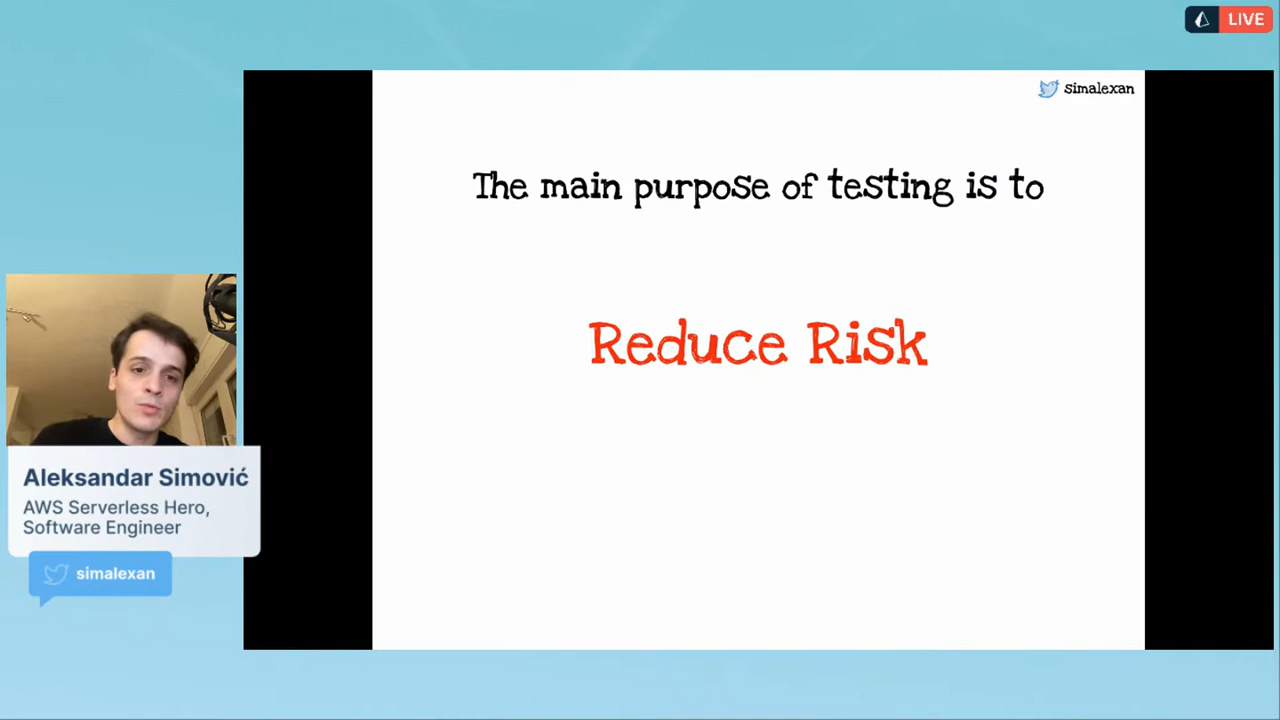 LIVE
simalexan
The main purpose of testing is to
Reduce Risk
Aleksandar Simović
AWS Serverless Hero,
Software Engineer
simalexan